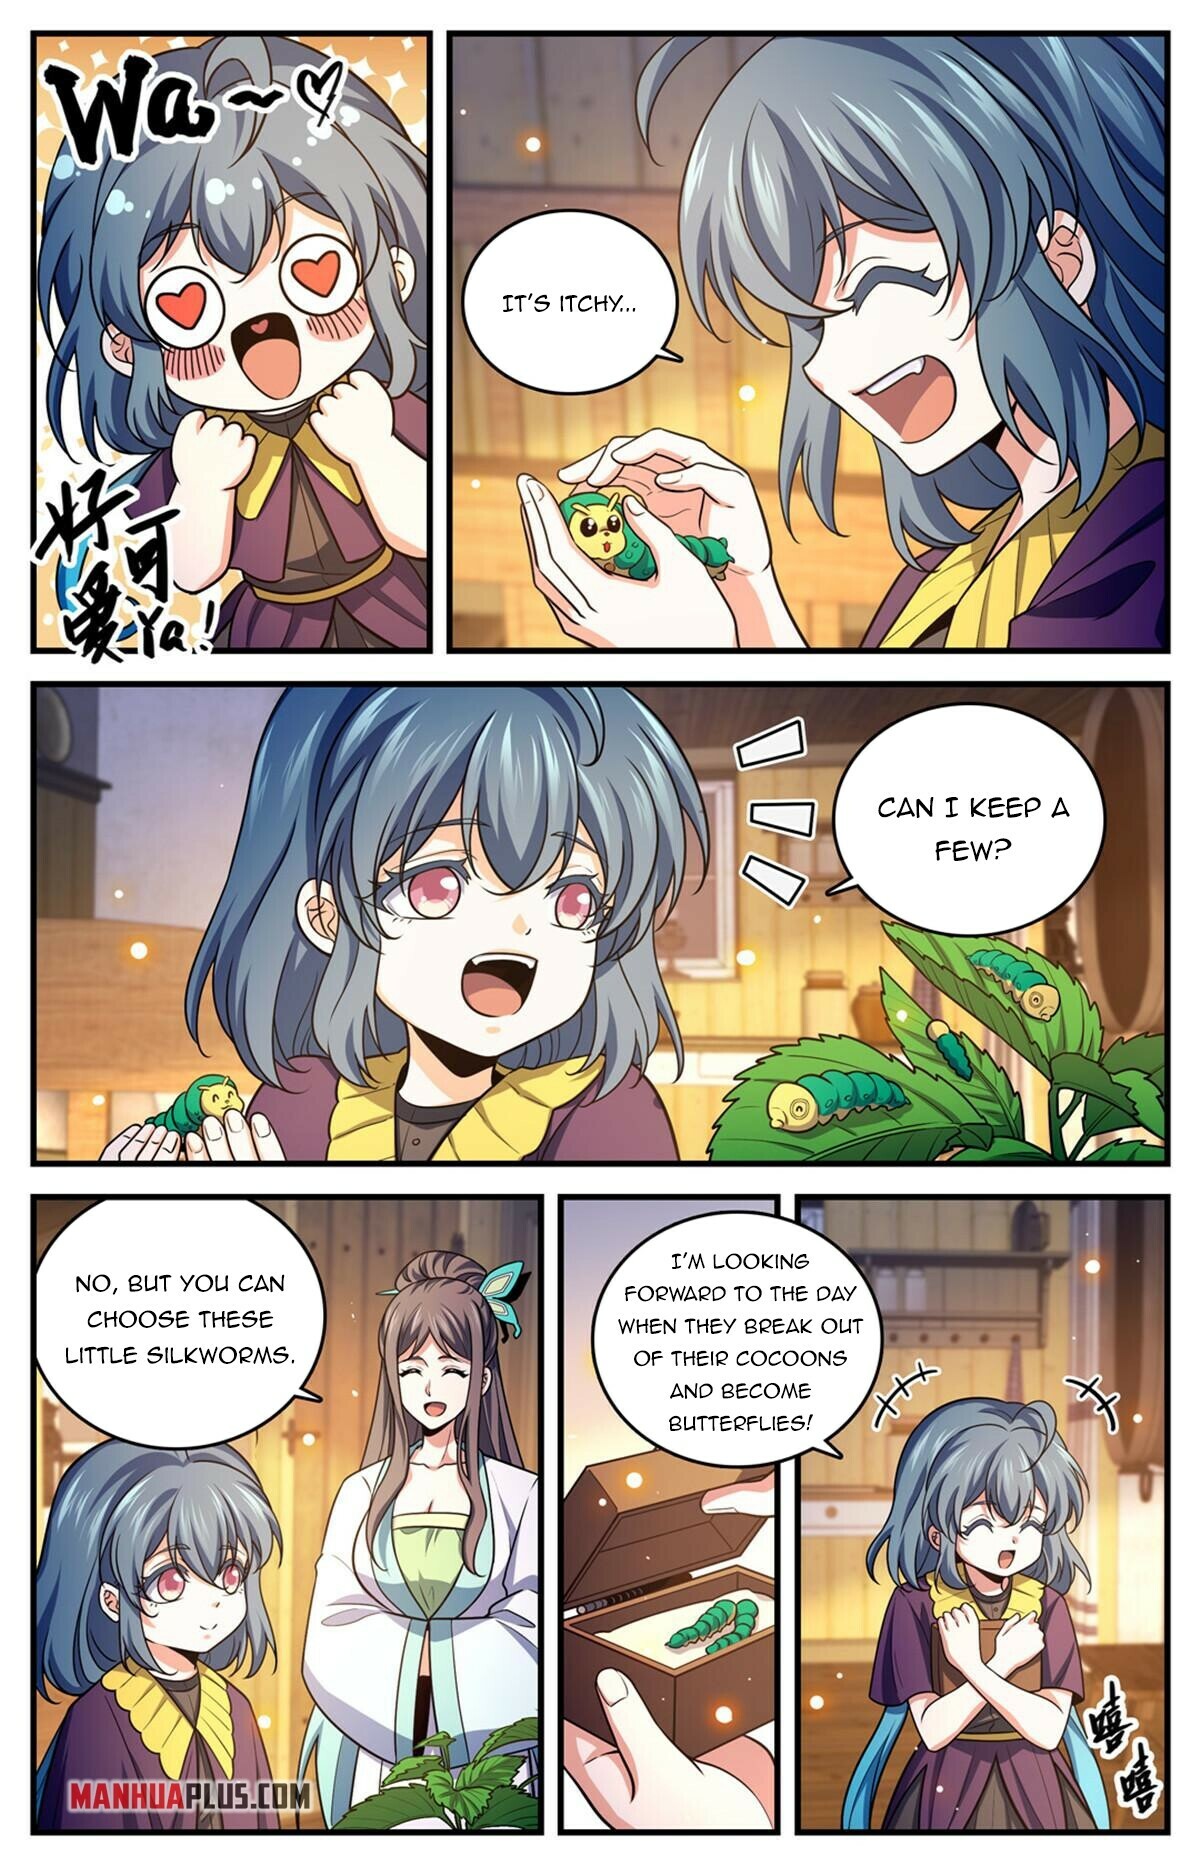 Wa~♡
好可
爱Ya!
IT'S ITCHY...
CAN I KEEP A
FEW?
NO, BUT YOU CAN
CHOOSE THESE
LITTLE SILKWORMS.
I'M LOOKING
FORWARD TO THE DAY
WHEN THEY BREAK OUT
OF THEIR COCOONS
AND BECOME
BUTTERFLIES!
嘻
嘻
MANHUAPLUS.COM